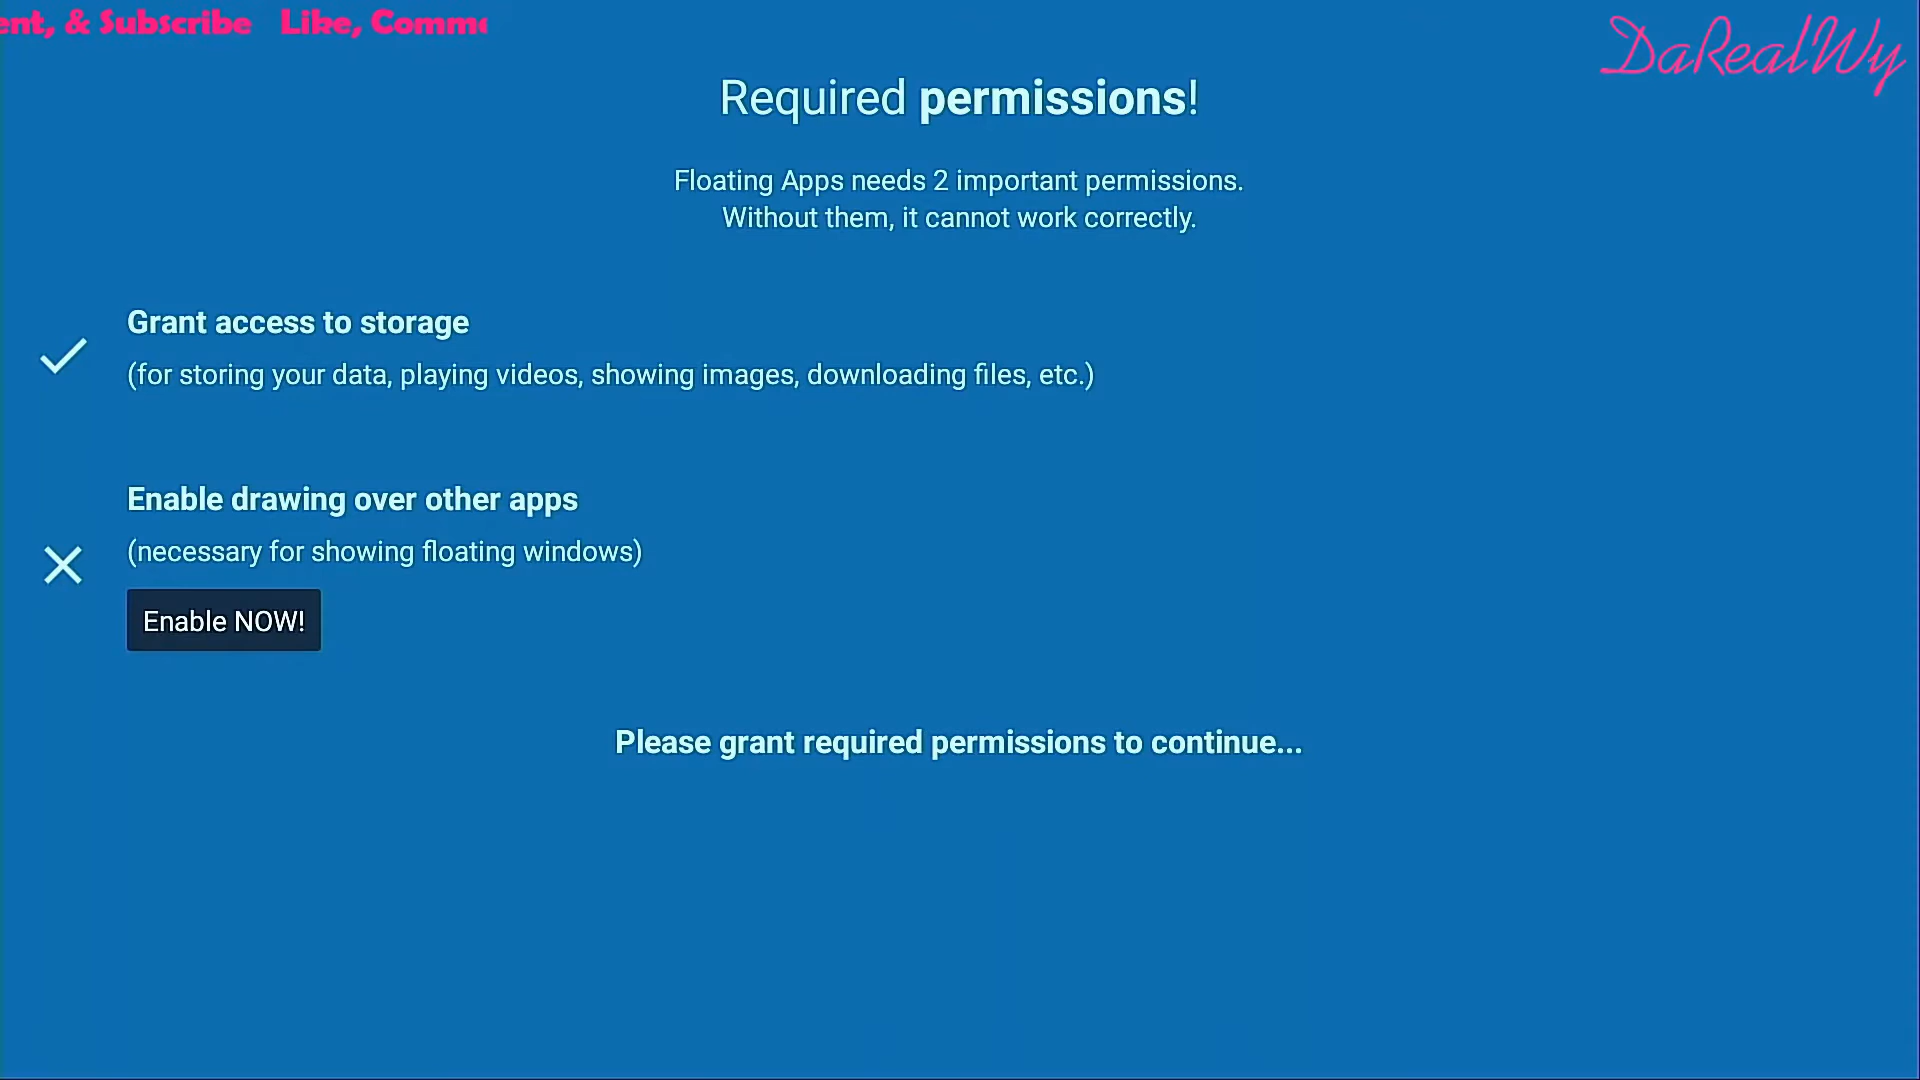 ent, & Subscribe Like, Comme
DaRealWy
Required permissions!
Floating Apps needs 2 important permissions.
Without them, it cannot work correctly.
Grant access to storage
(for storing your data, playing videos, showing images, downloading files, etc.)
Enable drawing over other apps
(necessary for showing floating windows)
Enable NOW!
Please grant required permissions to continue...